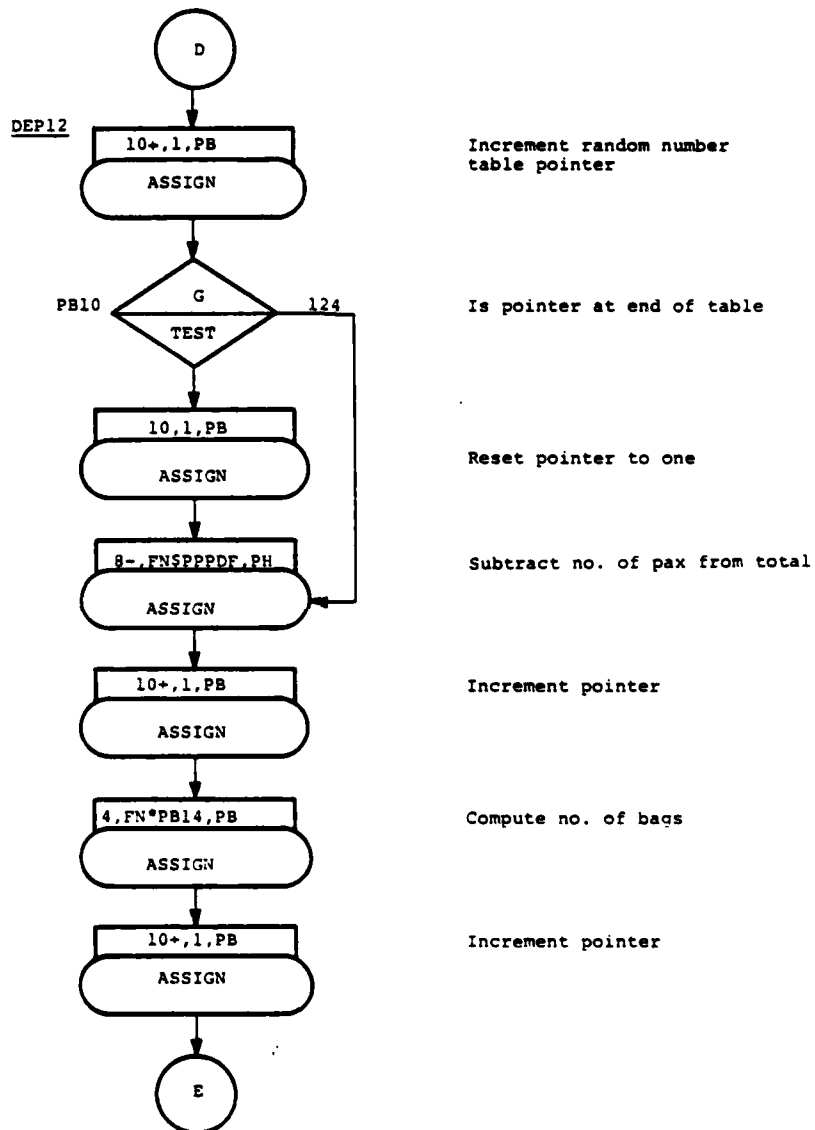 D
DEP12
10+,1,PB
ASSIGN
Increment random number
table pointer
PB10
G
TEST
124
Is pointer at end of table
10,1,PB
ASSIGN
Reset pointer to one
8-,FN$PPPDF,PH
ASSIGN
Subtract no. of pax from total
10+,1,PB
ASSIGN
Increment pointer
4,FN*PB14,PB
ASSIGN
Compute no. of bags
10+,1,PB
ASSIGN
Increment pointer
E